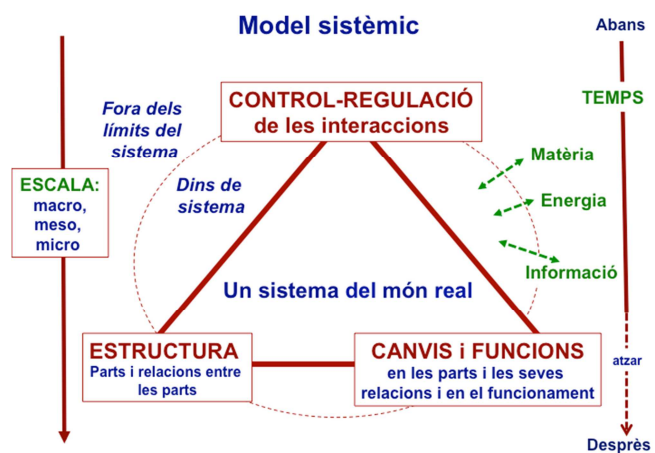 Model sistèmic
Abans
TEMPS
CONTROL-REGULACIÓ
de les interaccions
Fora dels
límits del
sistema
Dins de
sistema
Matèria
Energia
Informació
ESCALA:
macro,
meso,
micro
Un sistema del món real
ESTRUCTURA
Parts i relacions entre
les parts
CANVIS i FUNCIONS
en les parts i les seves
relacions i en el funcionament
atzar
Desprès